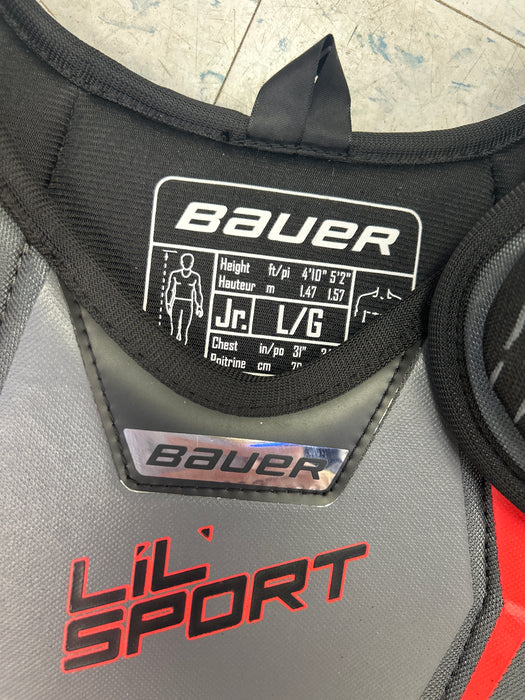 BAUER
Height ft/pi 4'10" 5'2"
Hauteur m 1.47 1.57
Jr. L/G
Chest in/po 31"
Poitrine cm
BAUER
LIL'
SPORT